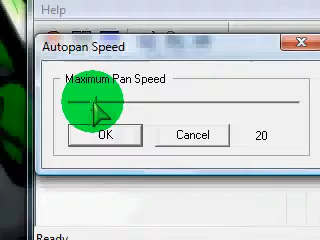 Help
Autopan Speed
Maximum Pan Speed
OK
Cancel
20
Ready